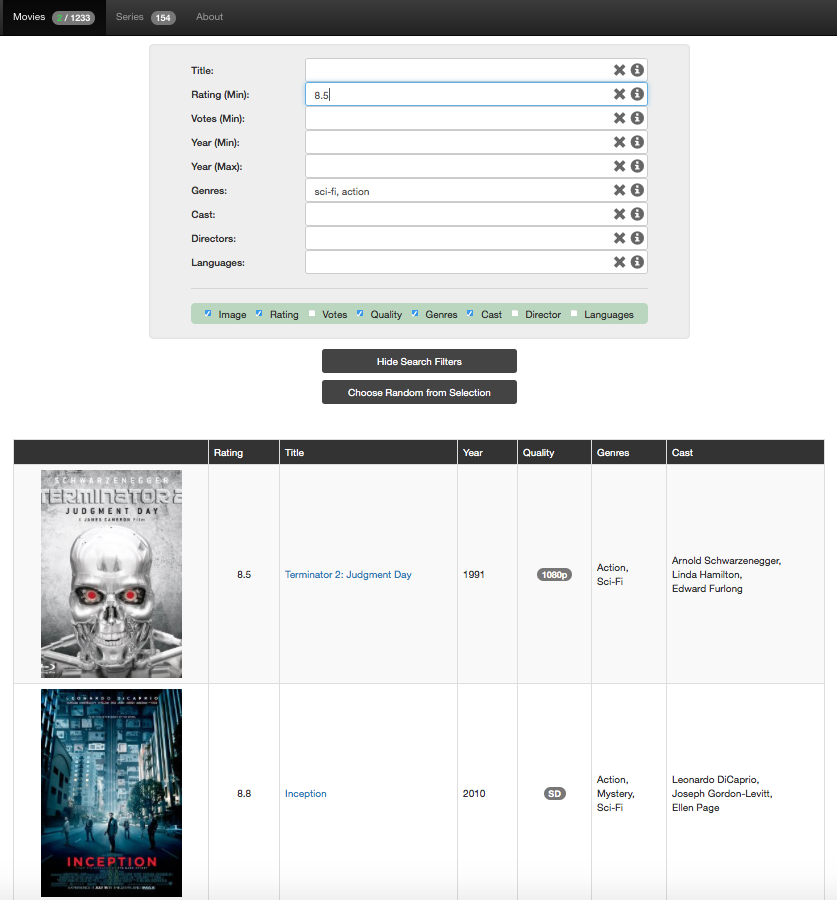 Movies 2 / 1233 Series 154 About
Title:
Rating (Min): 8.5
Votes (Min):
Year (Min):
Year (Max):
Genres: sci-fi, action
Cast:
Directors:
Languages:
Image Rating Votes Quality Genres Cast Director Languages
Hide Search Filters
Choose Random from Selection
Rating Title Year Quality Genres Cast
SCHWARZENEGGER
TERMINATOR 2
JUDGMENT DAY
A JAMES CAMERON Film
8.5 Terminator 2: Judgment Day 1991 1080p
Action,
Sci-Fi
Arnold Schwarzenegger,
Linda Hamilton,
Edward Furlong
LEONARDO DICAPRIO
INCEPTION
8.8 Inception 2010 SD
Action,
Mystery,
Sci-Fi
Leonardo DiCaprio,
Joseph Gordon-Levitt,
Ellen Page